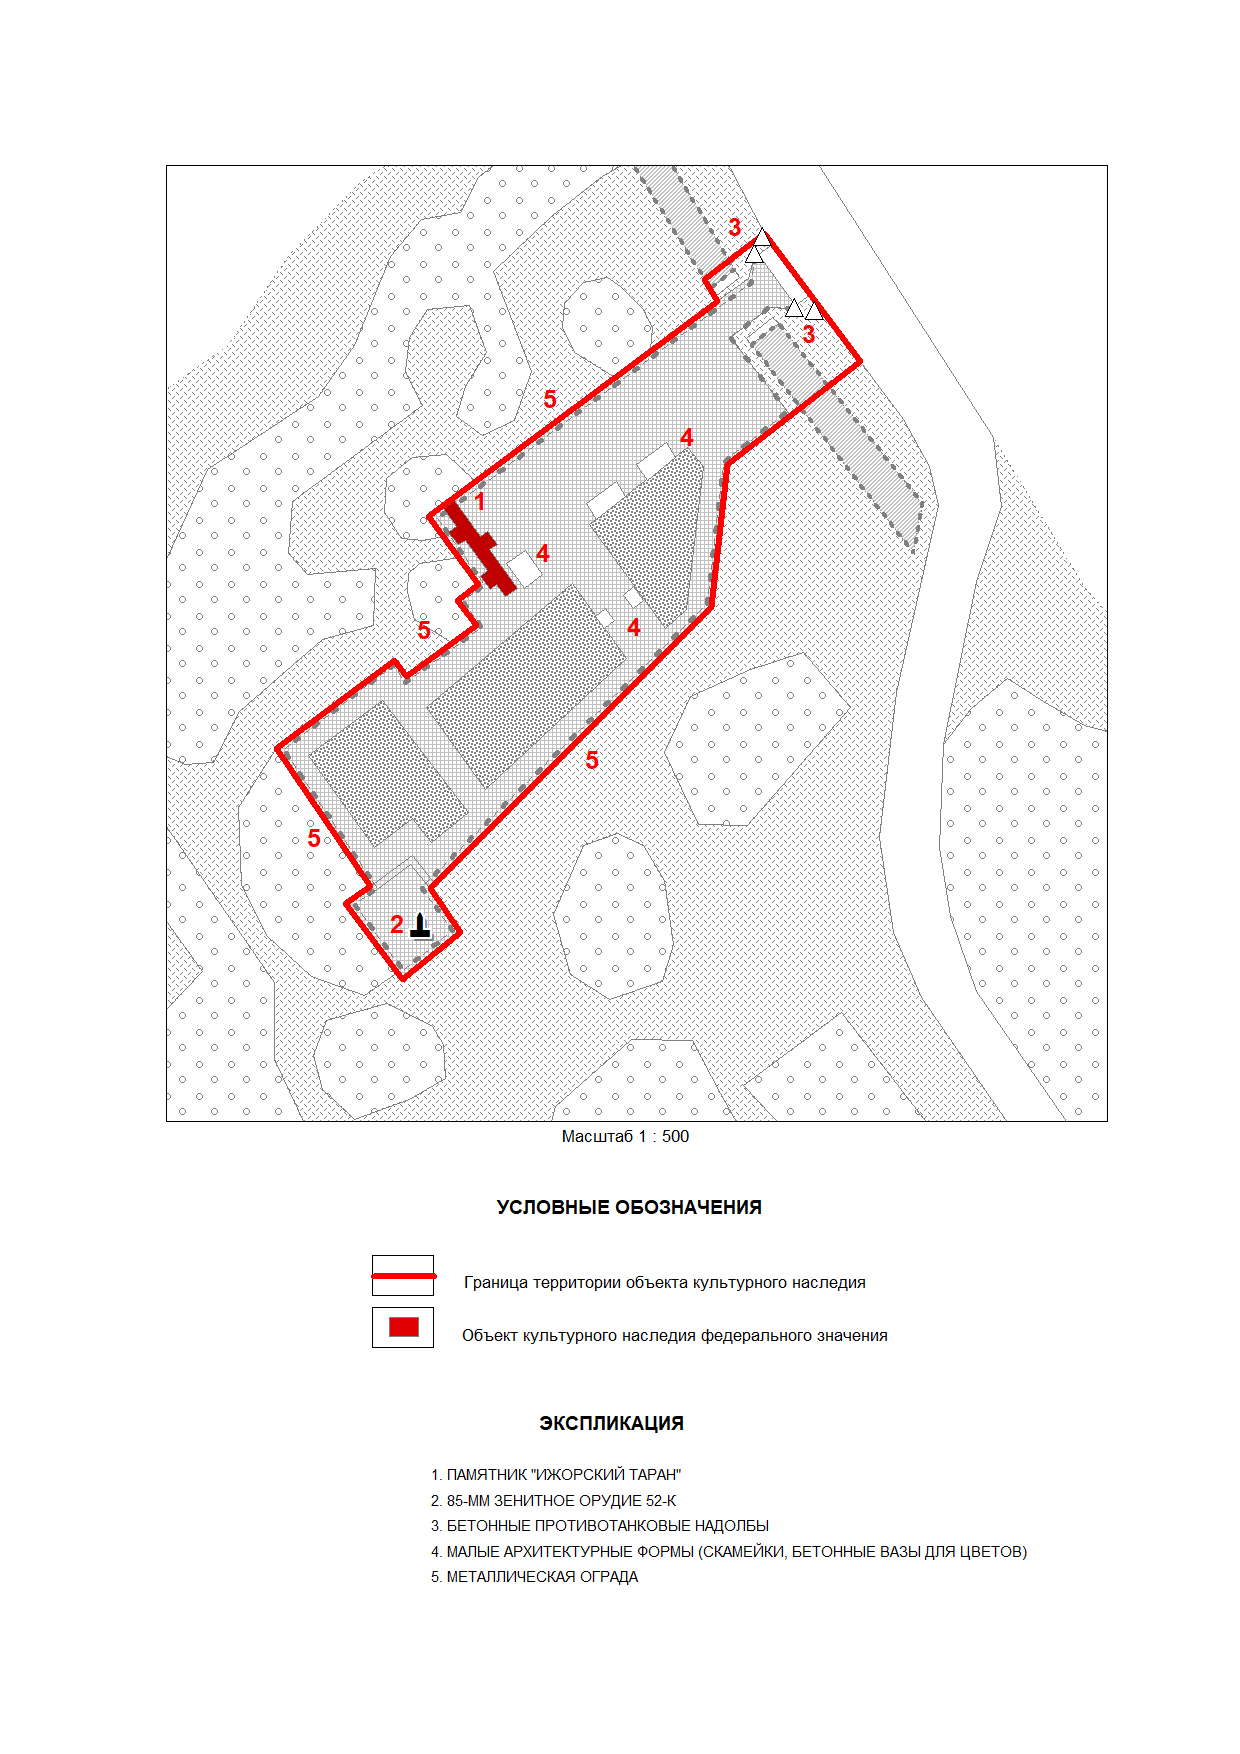 3
3
5
4
1
4
4
5
5
5
2
Масштаб 1 : 500
УСЛОВНЫЕ ОБОЗНАЧЕНИЯ
Граница территории объекта культурного наследия
Объект культурного наследия федерального значения
ЭКСПЛИКАЦИЯ
1. ПАМЯТНИК "ИЖОРСКИЙ ТАРАН"
2. 85-ММ ЗЕНИТНОЕ ОРУДИЕ 52-К
3. БЕТОННЫЕ ПРОТИВОТАНКОВЫЕ НАДОЛБЫ
4. МАЛЫЕ АРХИТЕКТУРНЫЕ ФОРМЫ (СКАМЕЙКИ, БЕТОННЫЕ ВАЗЫ ДЛЯ ЦВЕТОВ)
5. МЕТАЛЛИЧЕСКАЯ ОГРАДА